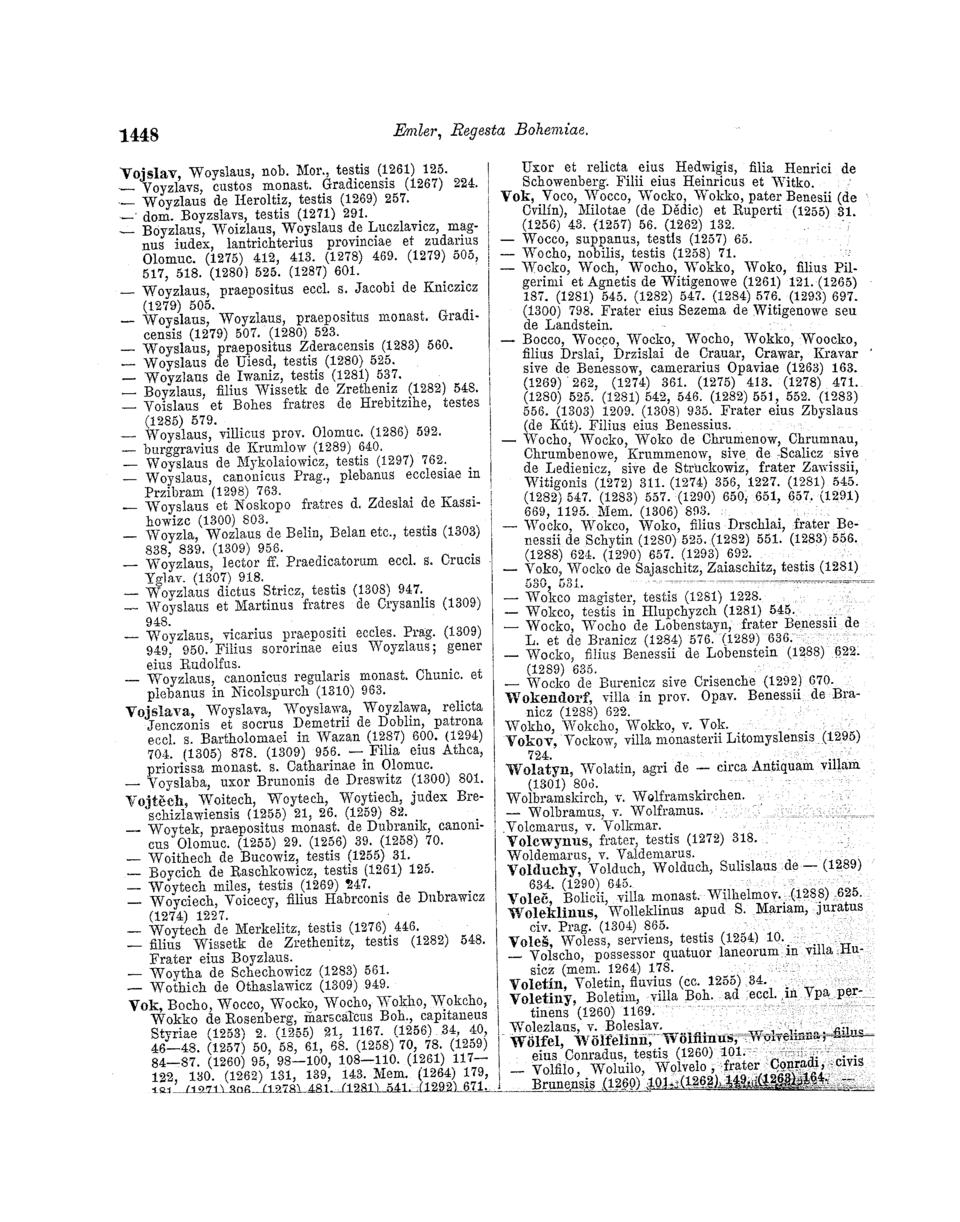 1448
Emler, Regesta Bohemiae.
Vojslav, Woyslaus, nob. Mor., testis (1261) 125.
— Voyzlavs, custos monast. Gradicensis (1267) 224.
— Woyzlaus de Heroltiz, testis (1269) 257.
— dom. Boyzslavs, testis (1271) 291.
— Boyzlaus, Woizlaus, Woyslaus de Luczlavicz, mag-
nus iudex, lantrichterius provinciae et zudarius
Olomuc. (1275) 412, 413. (1278) 469. (1279) 505,
517, 518. (1280) 525. (1287) 601.
— Woyzlaus, praepositus eccl. s. Jacobi de Kniczicz
(1279) 505.
— Woyslaus, Woyzlaus, praepositus monast. Gradi-
censis (1279) 507. (1280) 523.
— Woyslaus, praepositus Zderacensis (1283) 560.
— Woyslaus de Uiesd, testis (1280) 525.
— Woyzlaus de Iwaniz, testis (1281) 537.
— Boyzlaus, filius Wissetk de Zretheniz (1282) 548.
— Voislaus et Bohes fratres de Hrebitzihe, testes
(1285) 579.
— Woyslaus, villicus prov. Olomuc. (1286) 592.
— burggravius de Krumlow (1289) 640.
— Woyslaus de Mykolaiowicz, testis (1297) 762.
— Woyslaus, canonicus Prag., plebanus ecclesiae in
Przibram (1298) 763.
— Woyslaus et Noskopo fratres d. Zdeslai de Kassi-
howizc (1300) 803.
— Woyzla, Wozlaus de Belin, Belan etc., testis (1303)
838, 839. (1309) 956.
— Woyzlaus, lector ff. Praedicatorum eccl. s. Crucis
Yglav. (1307) 918.
— Woyzlaus dictus Stricz, testis (1308) 947.
— Woyslaus et Martinus fratres de Crysanlis (1309)
948.
— Woyzlaus, vicarius praepositi eccles. Prag. (1309)
949, 950. Filius sororinae eius Woyzlaus; gener
eius Rudolfus.
— Woyzlaus, canonicus regularis monast. Chunic. et
plebanus in Nicolspurch (1310) 963.
Vojslava, Woyslava, Woyslawa, Woyzlawa, relicta
Jenczonis et socrus Demetrii de Doblin, patrona
eccl. s. Bartholomaei in Wazan (1287) 600. (1294)
704. (1305) 878. (1309) 956. — Filia eius Athca,
priorissa monast. s. Catharinae in Olomuc.
— Voyslaba, uxor Brunonis de Dreswitz (1300) 801.
Vojtěch, Woitech, Woytech, Woytiech, judex Bre-
schizlawiensis (1255) 21, 26. (1259) 82.
— Woytek, praepositus monast. de Dubranik, canoni-
cus Olomuc. (1255) 29. (1256) 39. (1258) 70.
— Woithech de Bucowiz, testis (1255) 31.
— Boycich de Raschkowicz, testis (1261) 125.
— Woytech miles, testis (1269) 247.
— Woyciech, Voicecy, filius Habrconis de Dubrawicz
(1274) 1227.
— Woytech de Merkelitz, testis (1276) 446.
— filius Wissetk de Zrethenitz, testis (1282) 548.
Frater eius Boyzlaus.
— Woytha de Schechowicz (1283) 561.
— Wothich de Othaslawicz (1309) 949.
Vok, Bocho, Wocco, Wocko, Wocho, Wokho, Wokcho,
Wokko de Rosenberg, marscalcus Boh., capitaneus
Styriae (1253) 2. (1255) 21, 1167. (1256) 34, 40,
46—48. (1257) 50, 58, 61, 68. (1258) 70, 78. (1259)
84—87. (1260) 95, 98—100, 108—110. (1261) 117—
122, 130. (1262) 131, 139, 143. Mem. (1264) 179,
181. (1271) 306. (1278) 481. (1281) 541. (1292) 671.
Uxor et relicta eius Hedwigis, filia Henrici de
Schowenberg. Filii eius Heinricus et Witko.
Vok, Voco, Wocco, Wocko, Wokko, pater Benesii (de
Cvilín), Milotae (de Dědic) et Ruperti (1255) 31.
(1256) 43. (1257) 56. (1262) 132.
— Wocco, suppanus, testis (1257) 65.
— Wocho, nobilis, testis (1258) 71.
— Wocko, Woch, Wocho, Wokko, Woko, filius Pil-
gerimi et Agnetis de Witigenowe (1261) 121. (1265)
187. (1281) 545. (1282) 547. (1284) 576. (1293) 697.
(1300) 798. Frater eius Sezema de Witigenowe seu
de Landstein.
— Bocco, Wocco, Wocko, Wocho, Wokko, Woocko,
filius Drslai, Drzislai de Crauar, Crawar, Kravar
sive de Benessow, camerarius Opaviae (1263) 163.
(1269) 262, (1274) 361. (1275) 413. (1278) 471.
(1280) 525. (1281) 542, 546. (1282) 551, 552. (1283)
556. (1303) 1209. (1308) 935. Frater eius Zbyslaus
(de Kút). Filius eius Benessius.
— Wocho, Wocko, Woko de Chrumenow, Chrumnau,
Chrumbenowe, Krummenow, sive de Scalicz sive
de Ledienicz, sive de Struckowiz, frater Zawissii,
Witigonis (1272) 311. (1274) 356, 1227. (1281) 545.
(1282) 547. (1283) 557. (1290) 650, 651, 657. (1291)
669, 1195. Mem. (1306) 893.
— Wocko, Wokco, Woko, filius Drschlai, frater Be-
nessii de Schytin (1280) 525. (1282) 551. (1283) 556.
(1288) 624. (1290) 657. (1293) 692.
— Voko, Wocko de Sajaschitz, Zaiaschitz, testis (1281)
530, 531.
— Wokco magister, testis (1281) 1228.
— Wokco, testis in Hlupchyzch (1281) 545.
— Wocko, Wocho de Lobenstayn, frater Benessii de
L. et de Branicz (1284) 576. (1289) 636.
— Wocko, filius Benessii de Lobenstein (1288) 622.
(1289) 635.
— Wocko de Burenicz sive Crisenche (1292) 670.
Wokendorf, villa in prov. Opav. Benessii de Bra-
nicz (1288) 622.
Wokho, Wokcho, Wokko, v. Vok.
Vokov, Vockow, villa monasterii Litomyslensis (1295)
724.
Wolatyn, Wolatin, agri de — circa Antiquam villam
(1301) 806.
Wolbramskirch, v. Wolframskirchen.
— Wolbramus, v. Wolframus.
Volcmarus, v. Volkmar.
Volcwynus, frater, testis (1272) 318.
Woldemarus, v. Valdemarus.
Volduchy, Volduch, Wolduch, Sulislaus de — (1289)
634. (1290) 645.
Voleč, Bolicii, villa monast. Wilhelmov. (1288) 625.
Woleklinus, Wolleklinus apud S. Mariam, juratus
civ. Prag. (1304) 865.
Voleš, Woless, serviens, testis (1254) 10.
— Volscho, possessor quatuor laneorum in villa Hu-
sicz (mem. 1264) 178.
Voletín, Voletin, fluvius (cc. 1255) 34.
Voletiny, Boletim, villa Boh. ad eccl. in Vpa per-
tinens (1260) 1169.
Wolezlaus, v. Boleslav.
Wölfel, Wölfelinn, Wölflinus, Wolvelinna; filius
eius Conradus, testis (1260) 101.
— Volfilo, Woluilo, Wolvelo, frater Conradi, civis
Brunensis (1260) 101. (1262) 149. (1263) 164. —